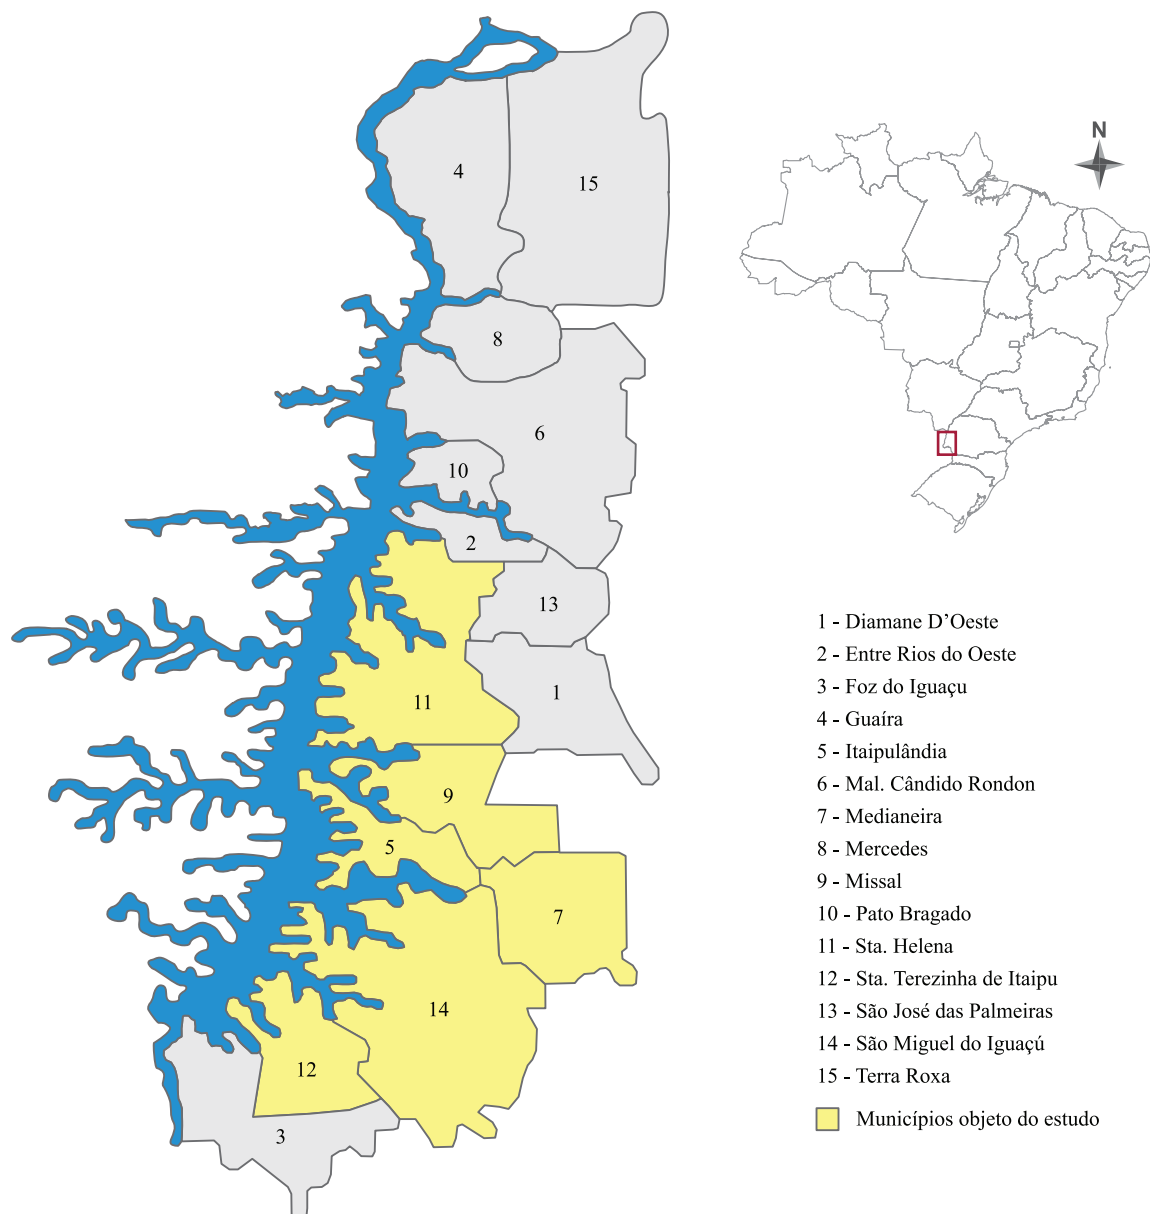 N
4
15
8
6
10
2
13
1
11
9
5
7
14
12
3
1 - Diamane D’Oeste
2 - Entre Rios do Oeste
3 - Foz do Iguaçu
4 - Guaíra
5 - Itaipulândia
6 - Mal. Cândido Rondon
7 - Medianeira
8 - Mercedes
9 - Missal
10 - Pato Bragado
11 - Sta. Helena
12 - Sta. Terezinha de Itaipu
13 - São José das Palmeiras
14 - São Miguel do Iguaçú
15 - Terra Roxa
Municípios objeto do estudo